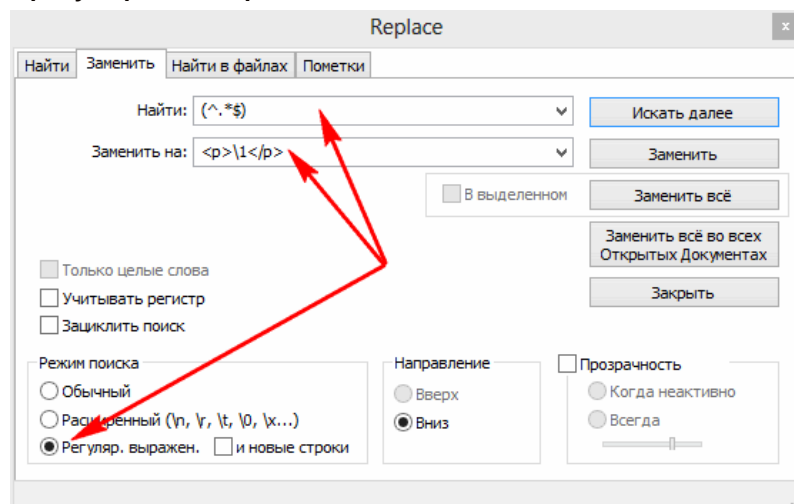 Replace
x
Найти Заменить Найти в файлах Пометки
Найти: (^.*$)
Искать далее
Заменить на: <p>\1</p>
Заменить
В выделенном
Заменить всё
Заменить всё во всех
Открытых Документах
Только целые слова
Учитывать регистр
Закрыть
Зациклить поиск
Режим поиска
Направление
Прозрачность
Обычный
Вверх
Когда неактивно
Расширенный (\n, \r, \t, \0, \x...)
Вниз
Всегда
Регуляр. выражен. и новые строки